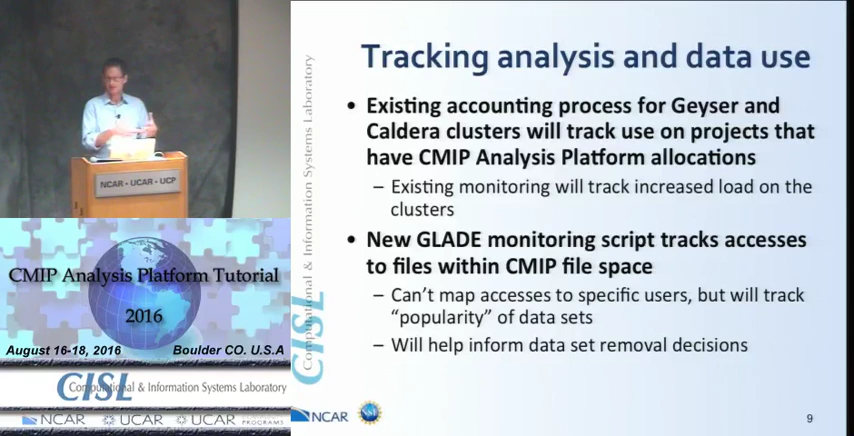 NCAR • UCAR • UCP
CMIP Analysis Platform Tutorial
2016
August 16-18, 2016 Boulder CO. U.S.A
CISL
Computational & Information Systems Laboratory
NCAR UCAR UCAR PROGRAMS
Computational & Information Systems Laboratory
CISL
Tracking analysis and data use
• Existing accounting process for Geyser and
Caldera clusters will track use on projects that
have CMIP Analysis Platform allocations
– Existing monitoring will track increased load on the
clusters
• New GLADE monitoring script tracks accesses
to files within CMIP file space
– Can't map accesses to specific users, but will track
"popularity" of data sets
– Will help inform data set removal decisions
NCAR
NSF
9